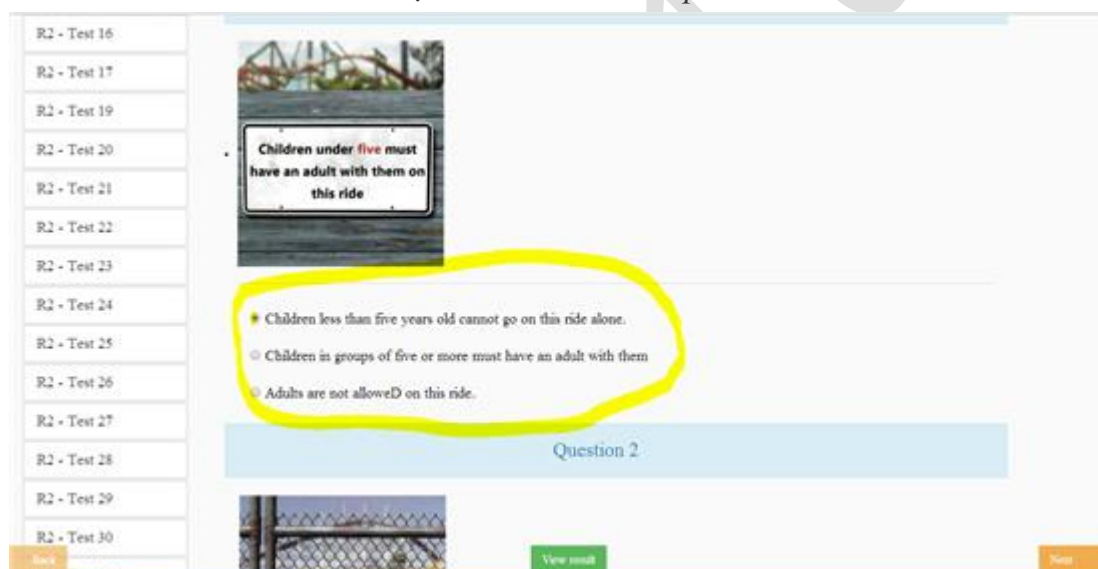 R2 - Test 16
R2 - Test 17
R2 - Test 19
R2 - Test 20
R2 - Test 21
R2 - Test 22
R2 - Test 23
R2 - Test 24
R2 - Test 25
R2 - Test 26
R2 - Test 27
R2 - Test 28
R2 - Test 29
R2 - Test 30
Back
Children under five must
have an adult with them on
this ride
Children less than five years old cannot go on this ride alone.
Children in groups of five or more must have an adult with them
Adults are not alloweD on this ride.
Question 2
View result
Next